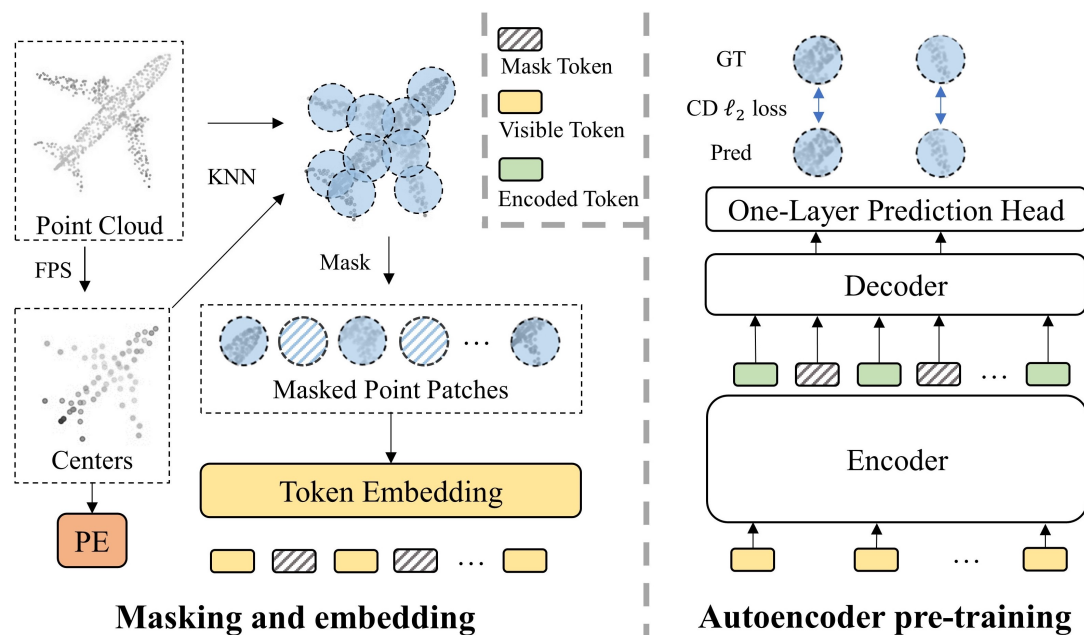 Point Cloud
FPS
Centers
PE
KNN
Mask
Masked Point Patches
Token Embedding
Masking and embedding
Mask Token
Visible Token
Encoded Token
GT
CD ℓ₂ loss
Pred
One-Layer Prediction Head
Decoder
...
Encoder
...
Autoencoder pre-training